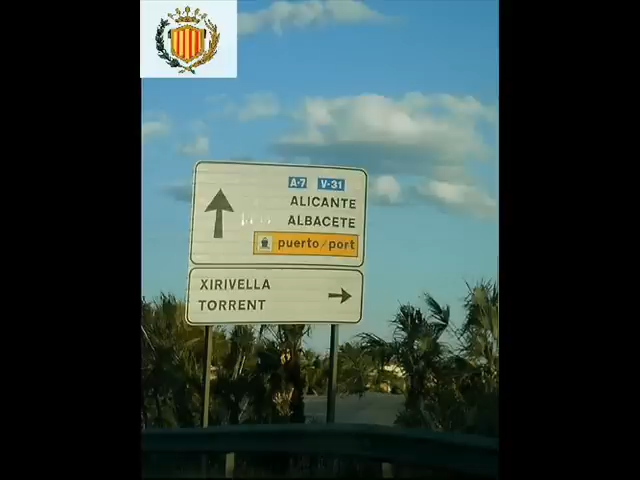 A-7 V-31
ALICANTE
ALBACETE
puerto/port
XIRIVELLA
TORRENT